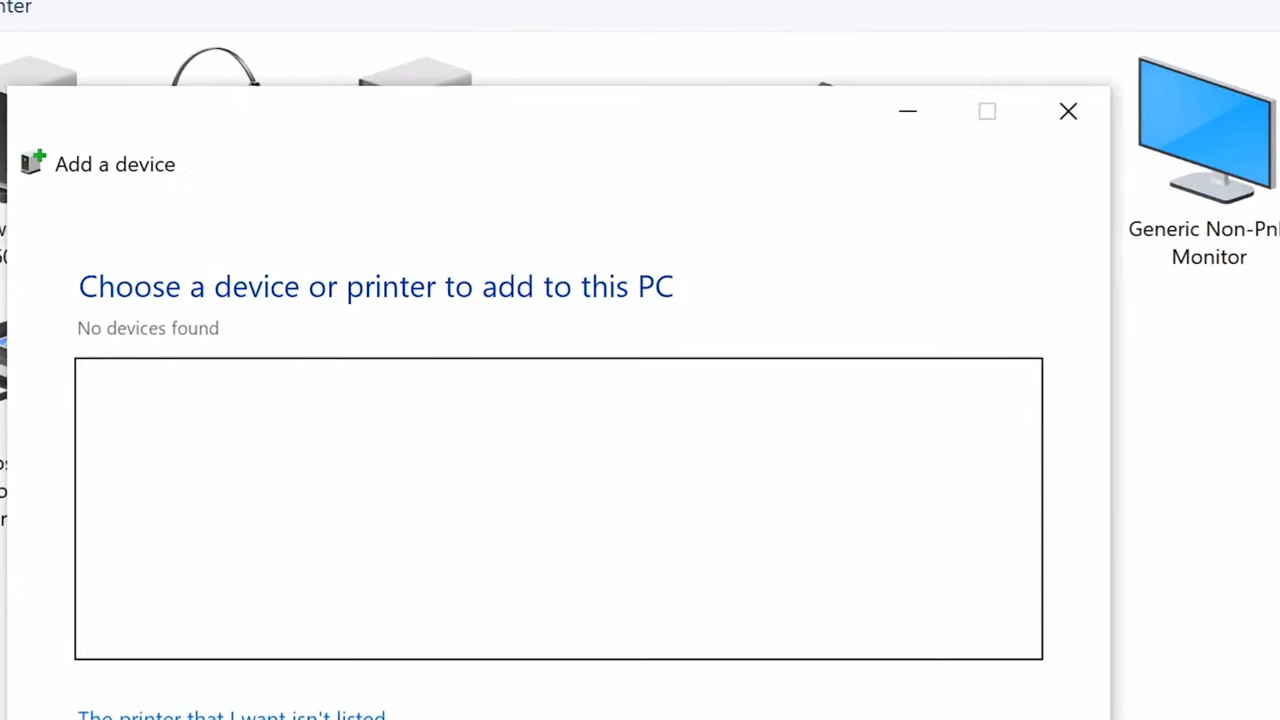 Add a device
Generic Non-Pn
Monitor
Choose a device or printer to add to this PC
No devices found
The printer that I want isn't listed